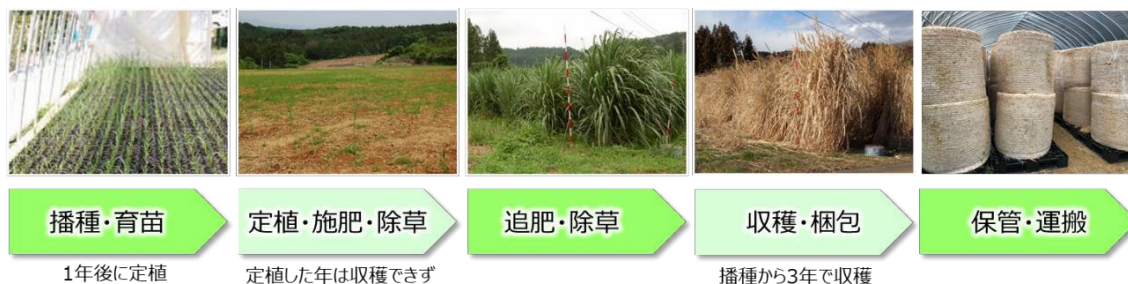 播種・育苗
定植・施肥・除草
追肥・除草
収穫・梱包
保管・運搬
1年後に定植
定植した年は収穫できず
播種から3年で収穫